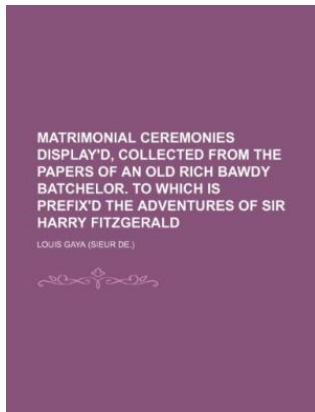 MATRIMONIAL CEREMONIES
DISPLAY'D, COLLECTED FROM THE
PAPERS OF AN OLD RICH BAWDY
BATCHELOR. TO WHICH IS
PREFIX'D THE ADVENTURES OF SIR
HARRY FITZGERALD
LOUIS GAYA (SIEUR DE.)